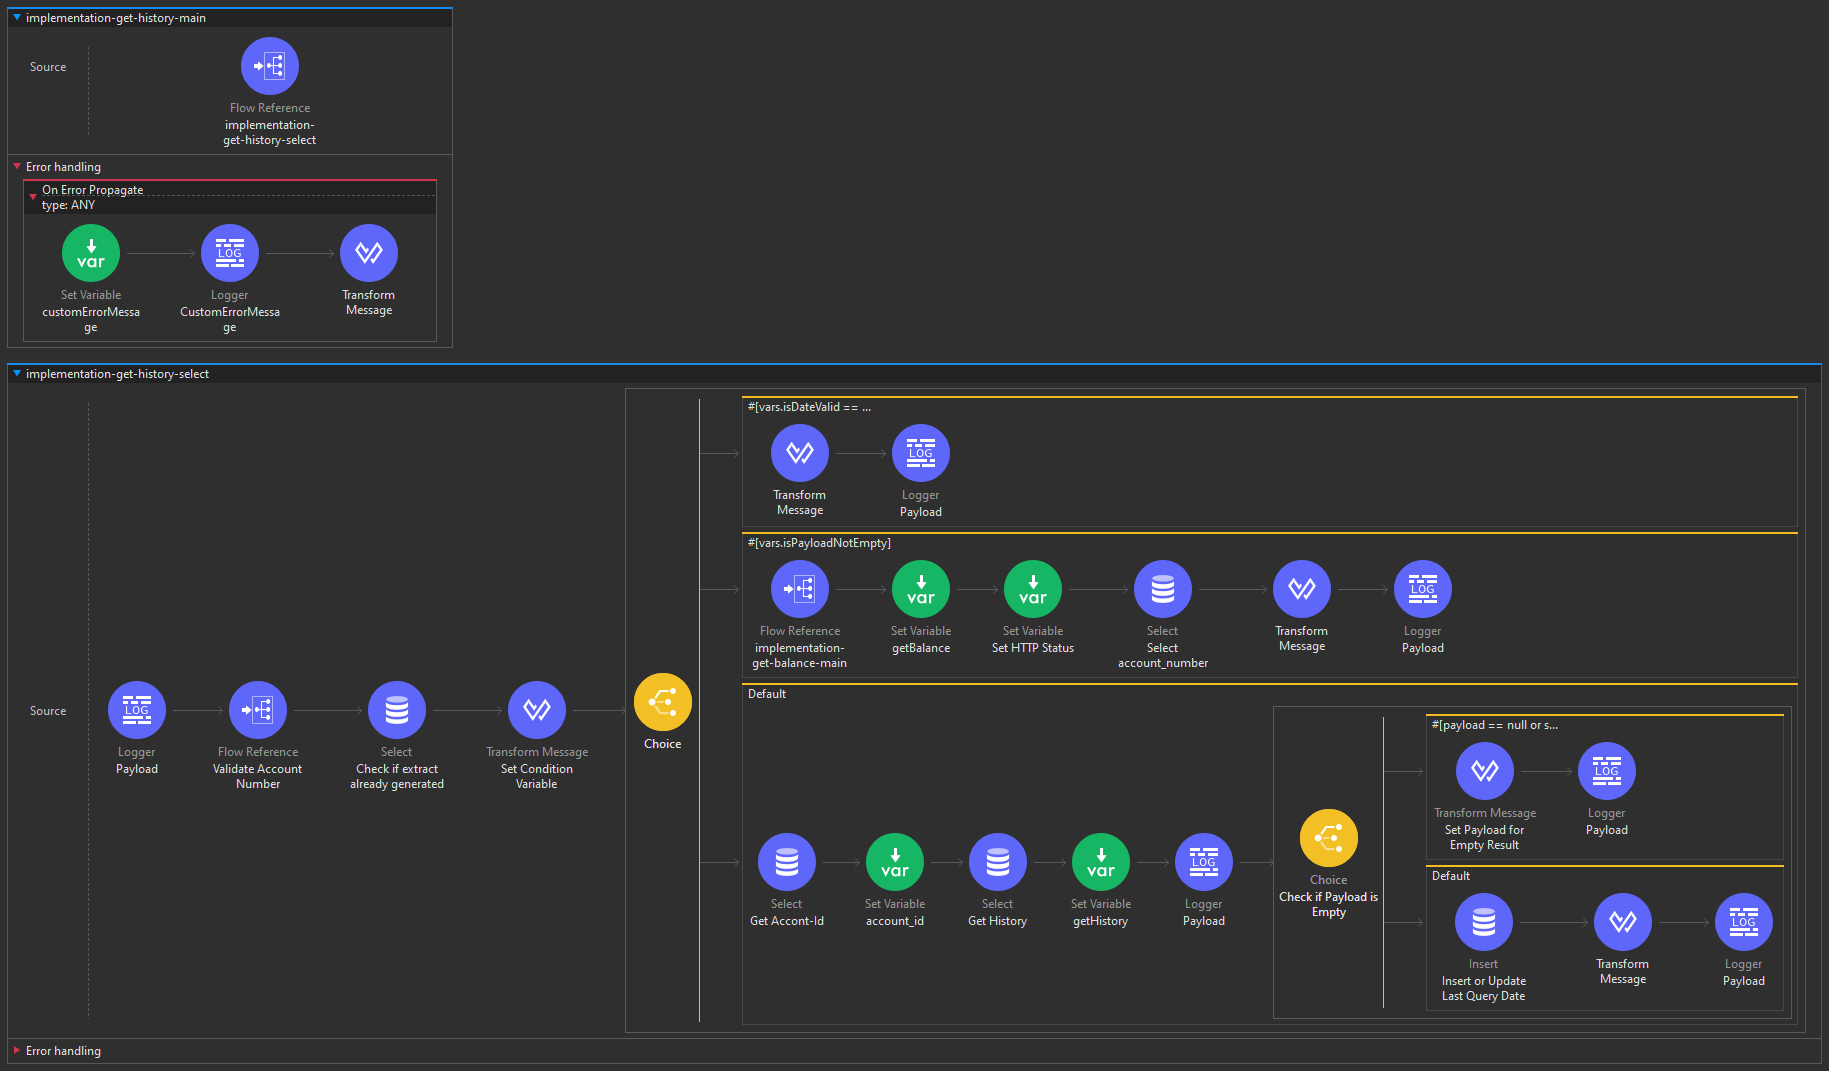 implementation-get-history-main
Source
Flow Reference
implementation-
get-history-select
Error handling
On Error Propagate
type: ANY
var
LOG
Set Variable
customErrorMessa
ge
Logger
CustomErrorMessa
ge
Transform
Message
implementation-get-history-select
Source
LOG
Logger
Payload
Flow Reference
Validate Account
Number
Select
Check if extract
already generated
Transform Message
Set Condition
Variable
Choice
#[vars.isDateValid == ...
LOG
Transform
Message
Logger
Payload
#[vars.isPayloadNotEmpty]
var
var
LOG
Flow Reference
implementation-
get-balance-main
Set Variable
getBalance
Set Variable
Set HTTP Status
Select
Select
account_number
Transform
Message
Logger
Payload
Default
var
var
LOG
Select
Get Accont-Id
Set Variable
account_id
Select
Get History
Set Variable
getHistory
Logger
Payload
Choice
Check if Payload is
Empty
#[payload == null or s...
LOG
Transform Message
Set Payload for
Empty Result
Logger
Payload
Default
LOG
Insert
Insert or Update
Last Query Date
Transform
Message
Logger
Payload
Error handling